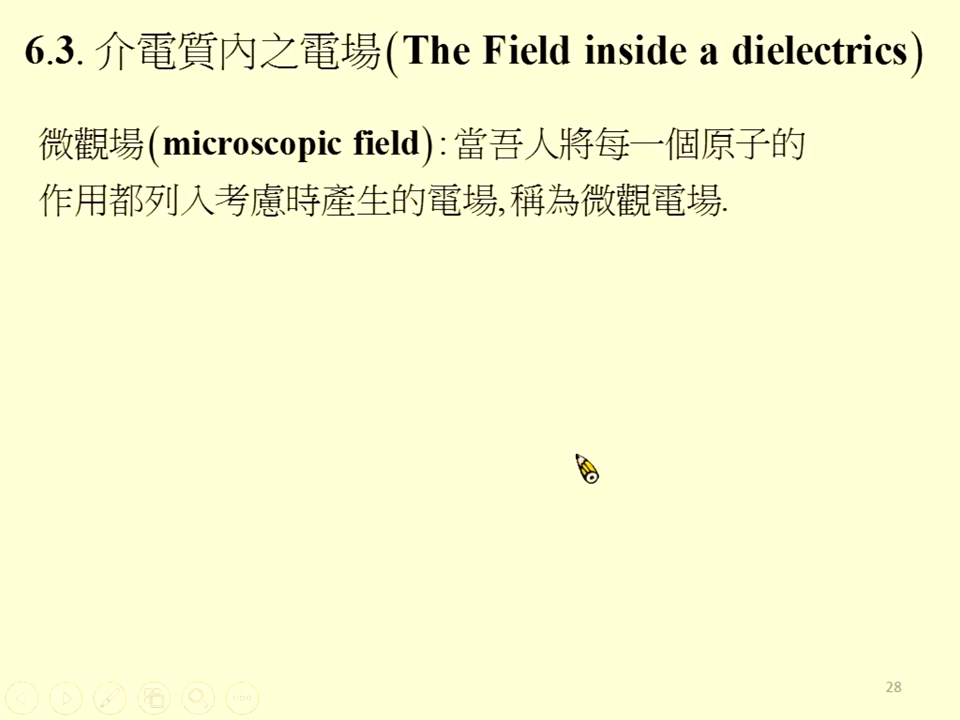 6.3. 介電質內之電場(The Field inside a dielectrics)
微觀場(microscopic field):當吾人將每一個原子的
作用都列入考慮時產生的電場,稱為微觀電場.
28